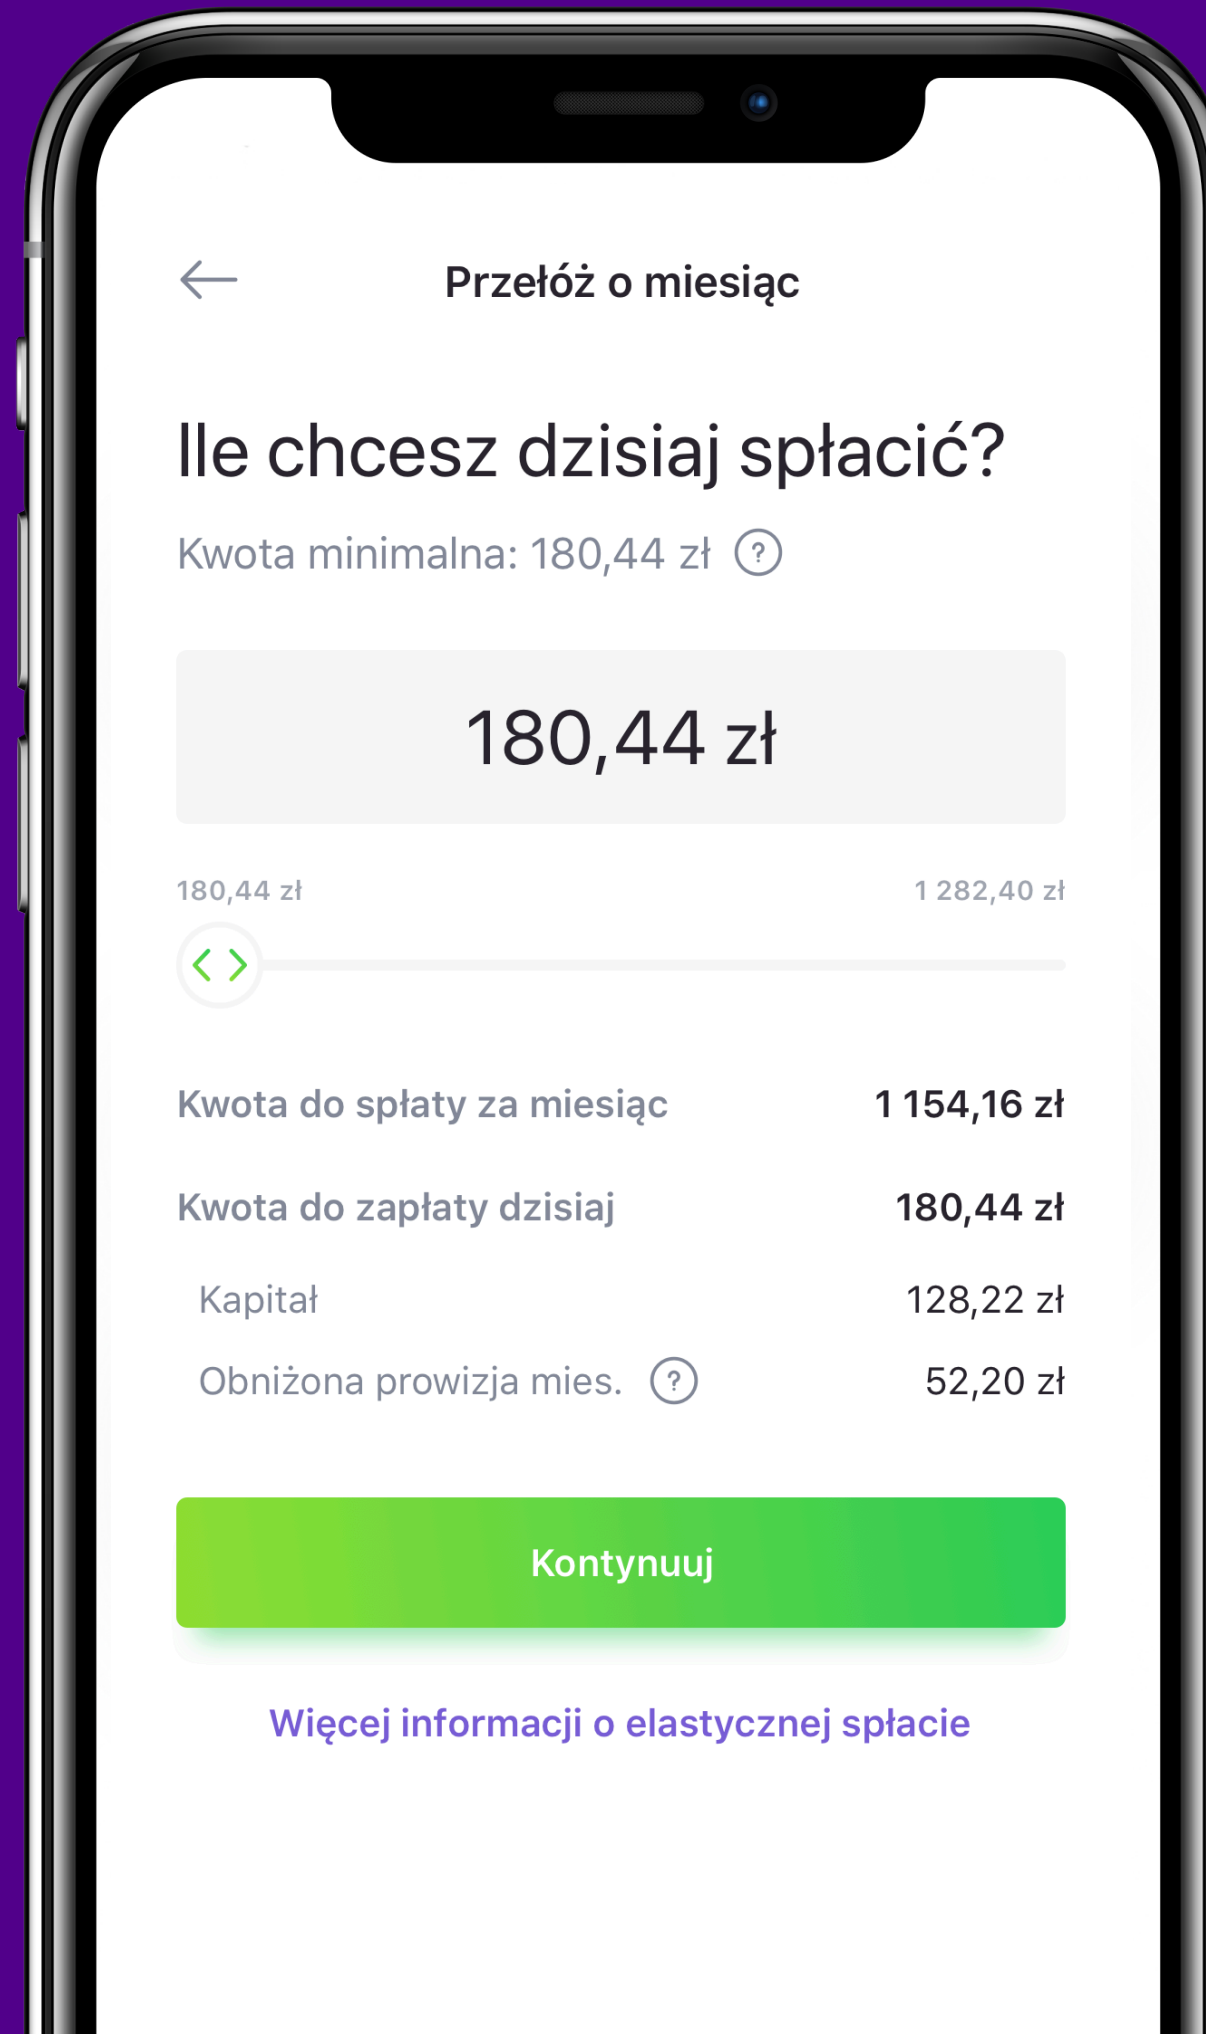 Przełóż o miesiąc
Ile chcesz dzisiaj spłacić?
Kwota minimalna: 180,44 zł ?
180,44 zł
180,44 zł 1 282,40 zł
Kwota do spłaty za miesiąc 1 154,16 zł
Kwota do zapłaty dzisiaj 180,44 zł
Kapitał 128,22 zł
Obniżona prowizja mies. ? 52,20 zł
Kontynuuj
Więcej informacji o elastycznej spłacie